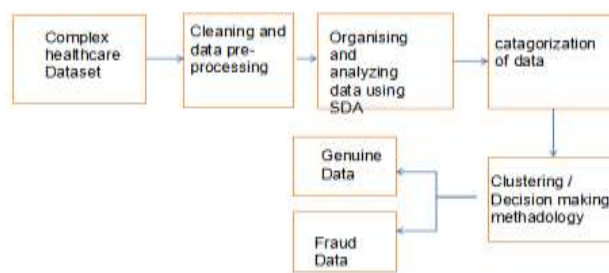 Complex
healthcare
Dataset
Cleaning and
data pre-
processing
Organising
and
analyzing
data using
SDA
catagorization
of data
Clustering /
Decision making
methadology
Genuine
Data
Fraud
Data